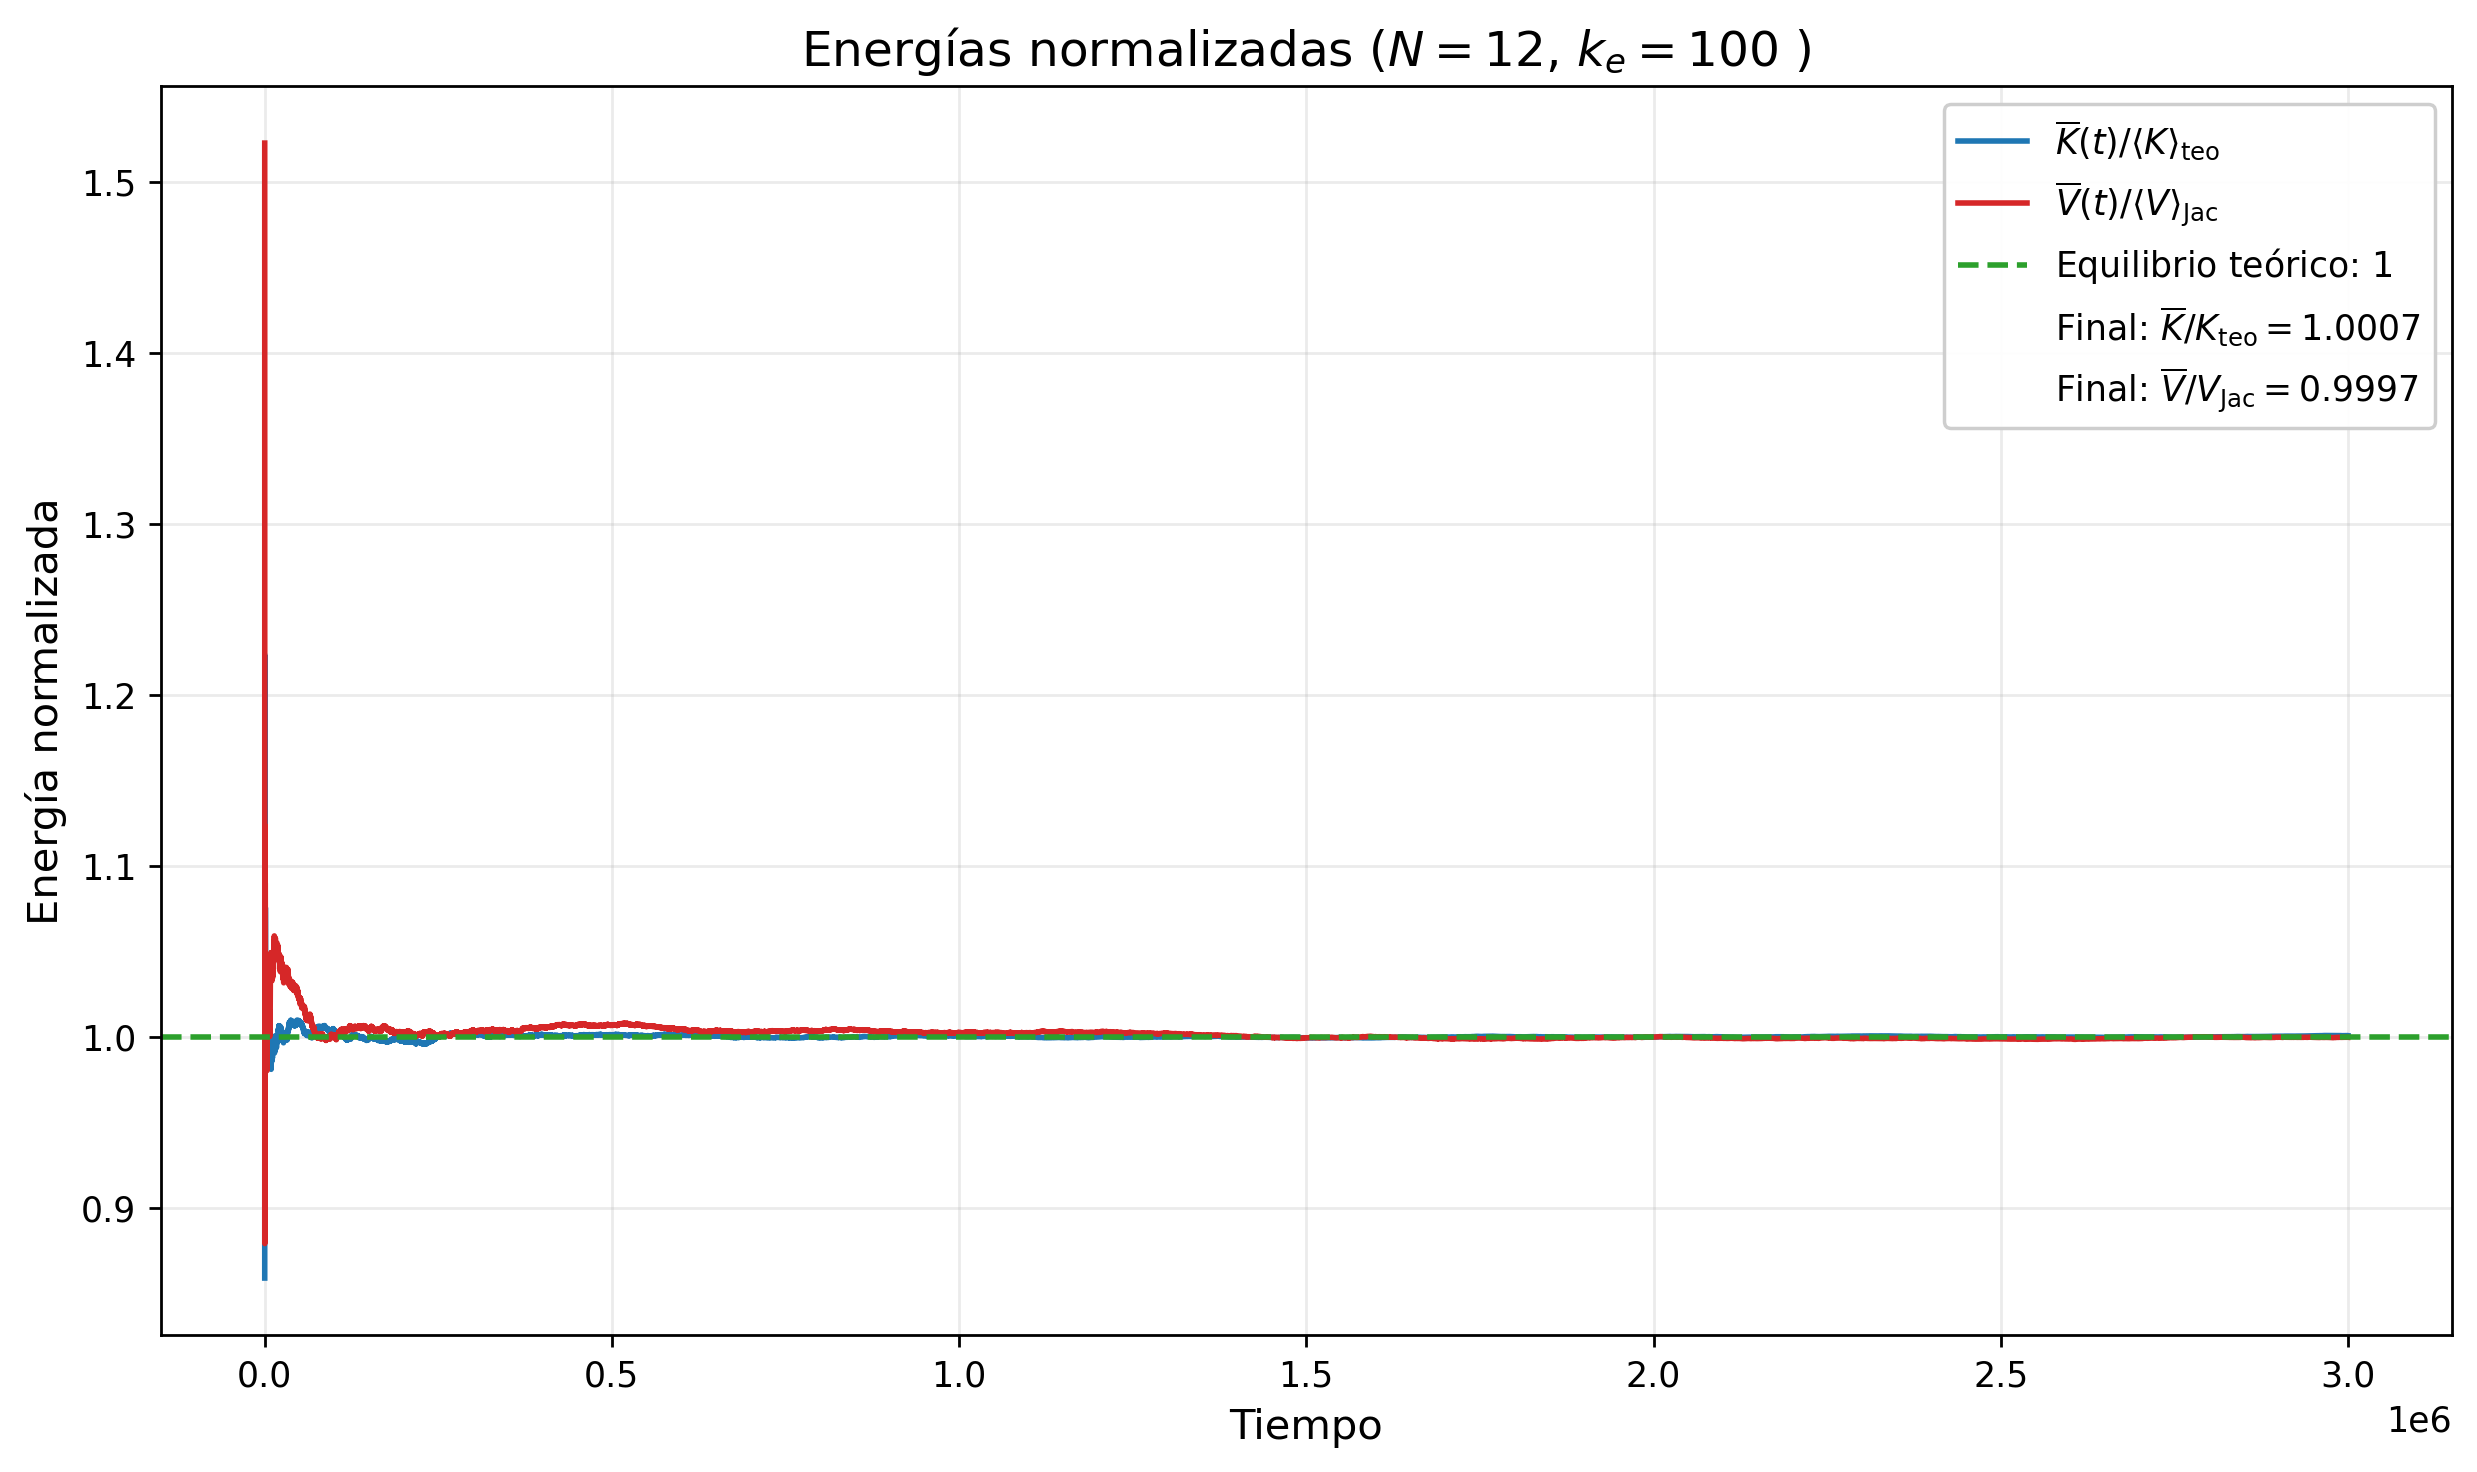 Energías normalizadas (N = 12, kₑ = 100 )
Energía normalizada
1.5
1.4
1.3
1.2
1.1
1.0
0.9
K̅(t)/⟨K⟩teo
V̅(t)/⟨V⟩Jac
Equilibrio teórico: 1
Final: K̅/Kteo = 1.0007
Final: V̅/VJac = 0.9997
0.0 0.5 1.0 1.5 2.0 2.5 3.0
1e6
Tiempo